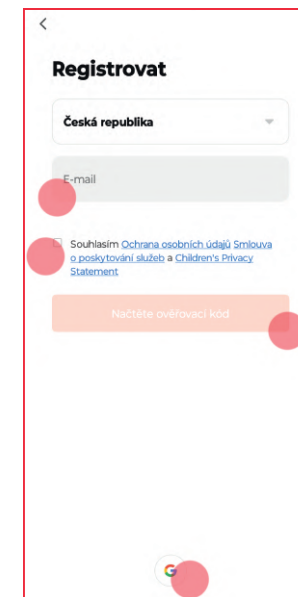 Registrovat
Česká republika
E-mail
Souhlasím Ochrana osobních údajů Smlouva
o poskytování služeb a Children's Privacy
Statement
Načtěte ověřovací kód